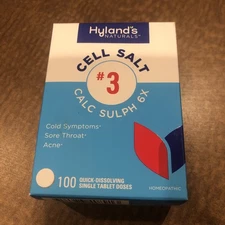 Hyland's
NATURALS
CELL SALT
#3
CALC SULPH 6X
Cold Symptoms*
Sore Throat*
Acne*
100 QUICK-DISSOLVING
SINGLE TABLET DOSES
HOMEOPATHIC